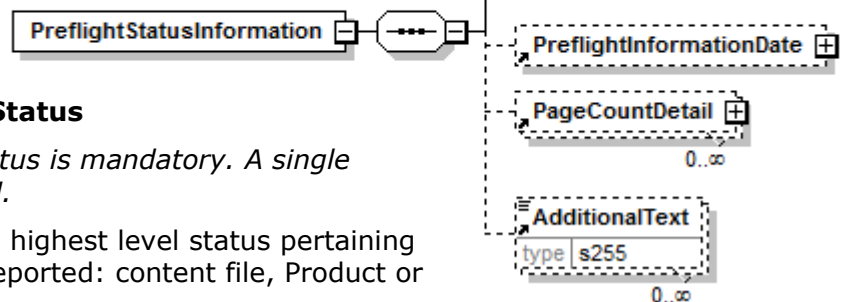 PreflightStatusInformation
PreflightInformationDate
PageCountDetail
0..∞
AdditionalText
type s255
0..∞
Status
tus is mandatory. A single
highest level status pertaining
eported: content file, Product or